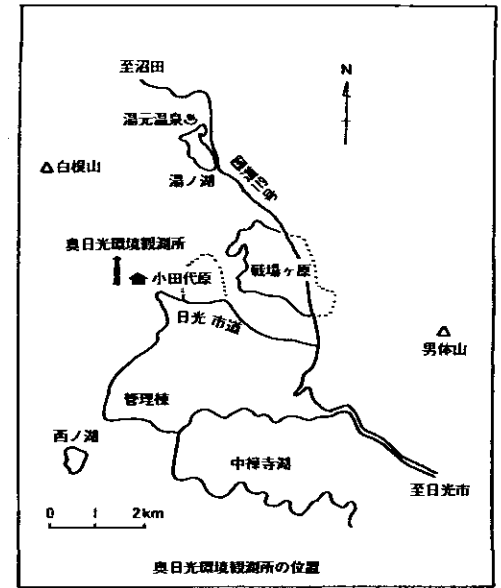 至沼田
N
湯元温泉♨
白根山
湯ノ湖
国道120号
奥日光環境観測所
小田代原
戦場ヶ原
日光市道
男体山
管理棟
西ノ湖
中禅寺湖
至日光市
0 1 2km
奥日光環境観測所の位置